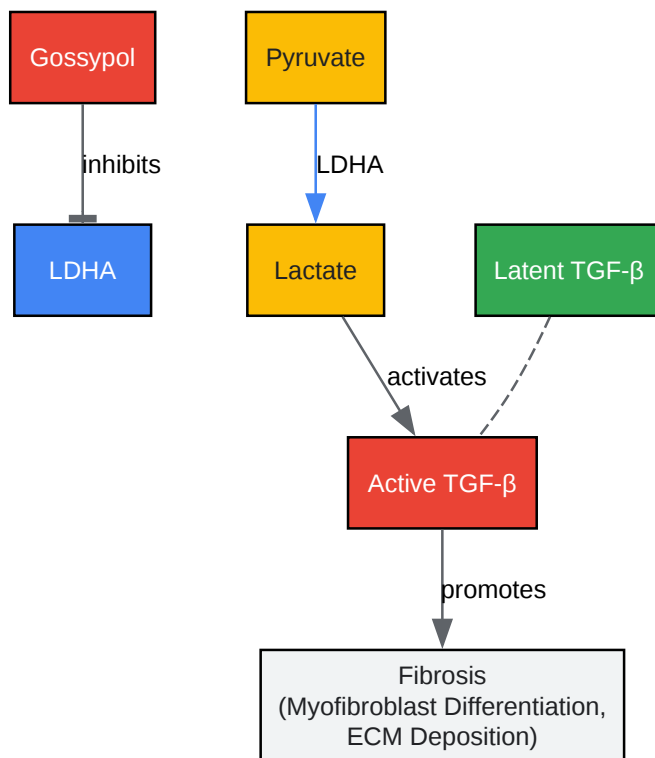 Gossypol
Pyruvate
inhibits
LDHA
LDHA
Lactate
Latent TGF-β
activates
Active TGF-β
promotes
Fibrosis
(Myofibroblast Differentiation,
ECM Deposition)